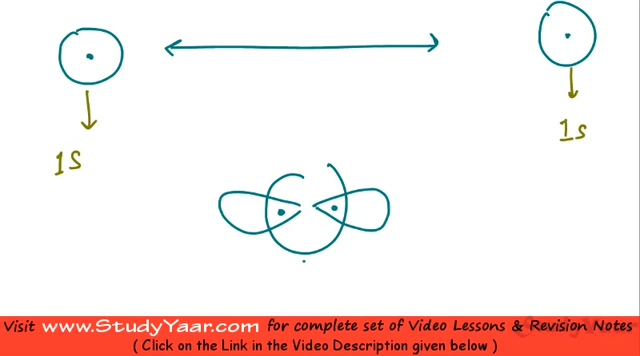 1S
1s
Visit www.StudyYaar.com for complete set of Video Lessons & Revision Notes
( Click on the Link in the Video Description given below )